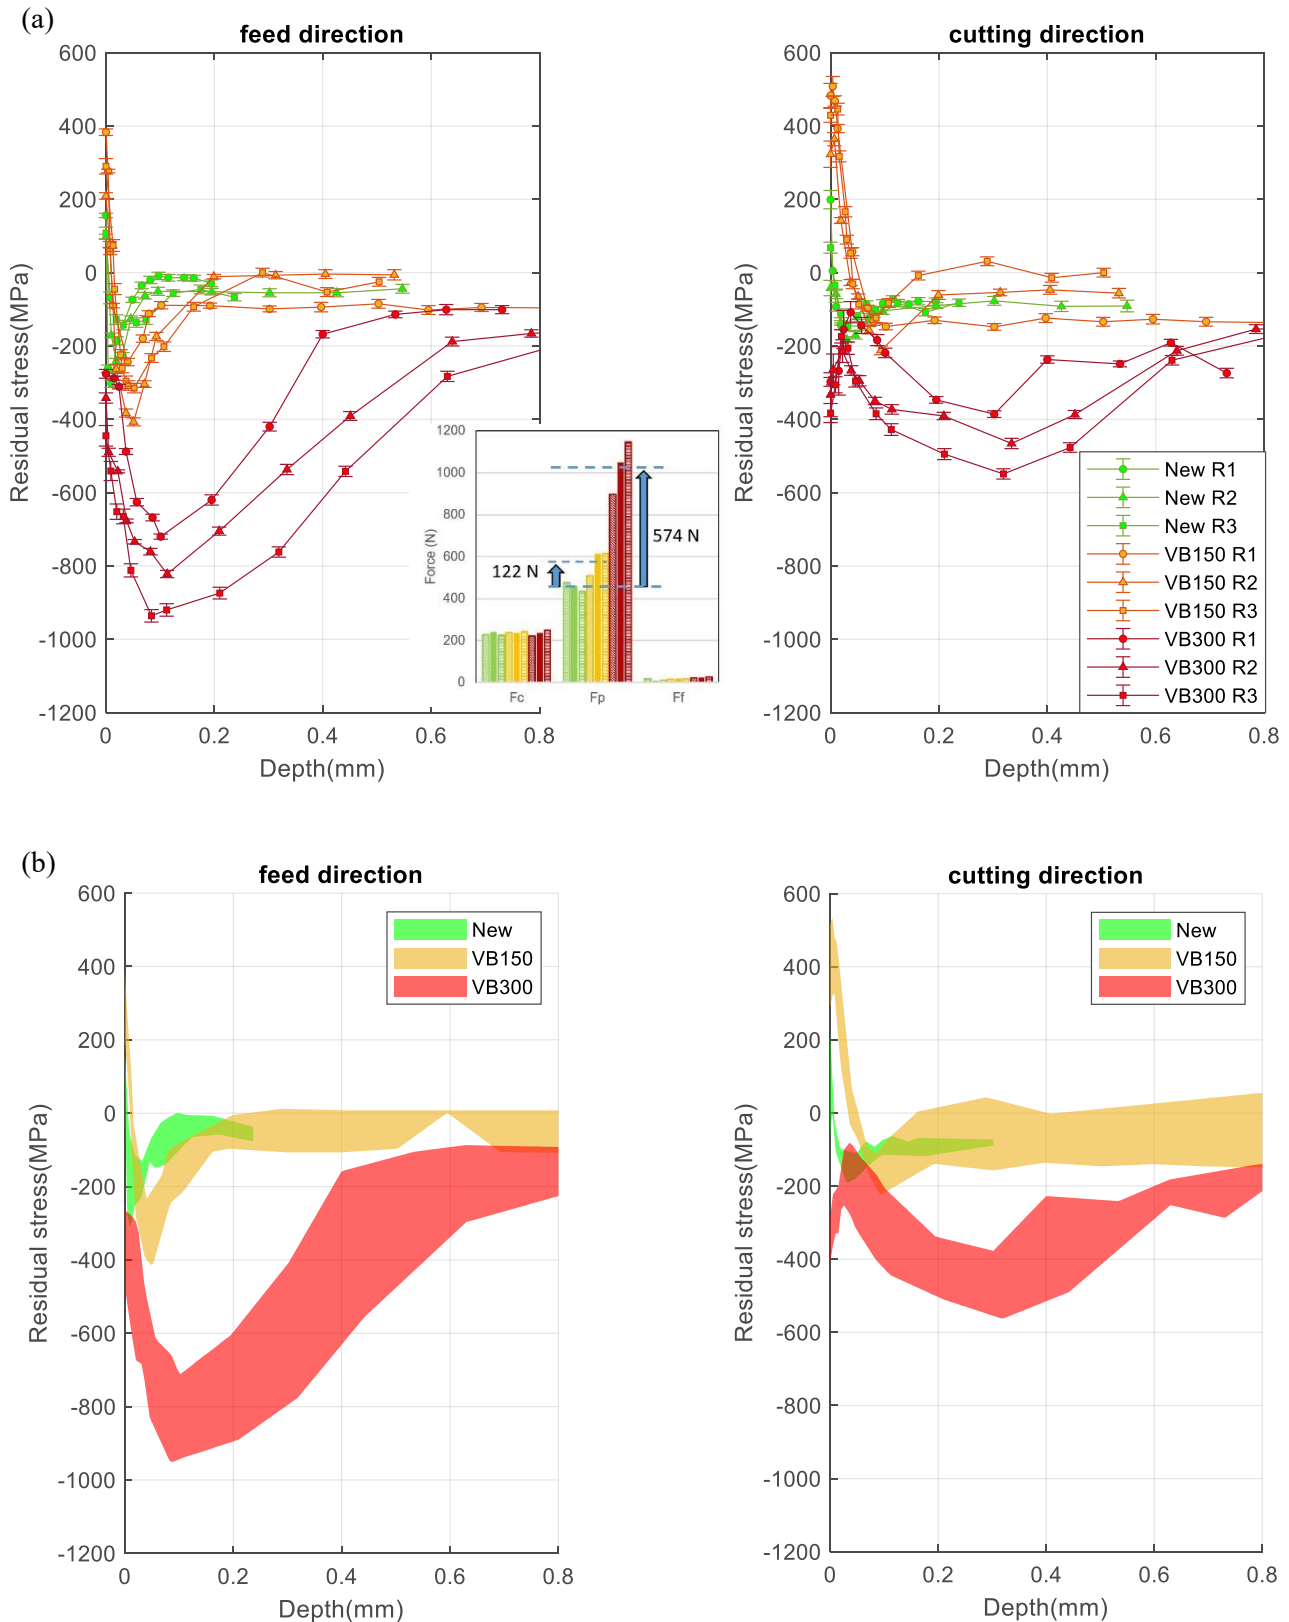 (a)
feed direction
600
400
200
0
-200
-400
-600
-800
-1000
-1200
Residual stress(MPa)
0 0.2 0.4 0.6 0.8
Depth(mm)
1200
1000
800
600
400
200
0
Force (N)
122 N
574 N
Fc Fp Ff
cutting direction
600
400
200
0
-200
-400
-600
-800
-1000
-1200
Residual stress(MPa)
0 0.2 0.4 0.6 0.8
Depth(mm)
New R1
New R2
New R3
VB150 R1
VB150 R2
VB150 R3
VB300 R1
VB300 R2
VB300 R3
(b)
feed direction
600
400
200
0
-200
-400
-600
-800
-1000
-1200
Residual stress(MPa)
0 0.2 0.4 0.6 0.8
Depth(mm)
New
VB150
VB300
cutting direction
600
400
200
0
-200
-400
-600
-800
-1000
-1200
Residual stress(MPa)
0 0.2 0.4 0.6 0.8
Depth(mm)
New
VB150
VB300